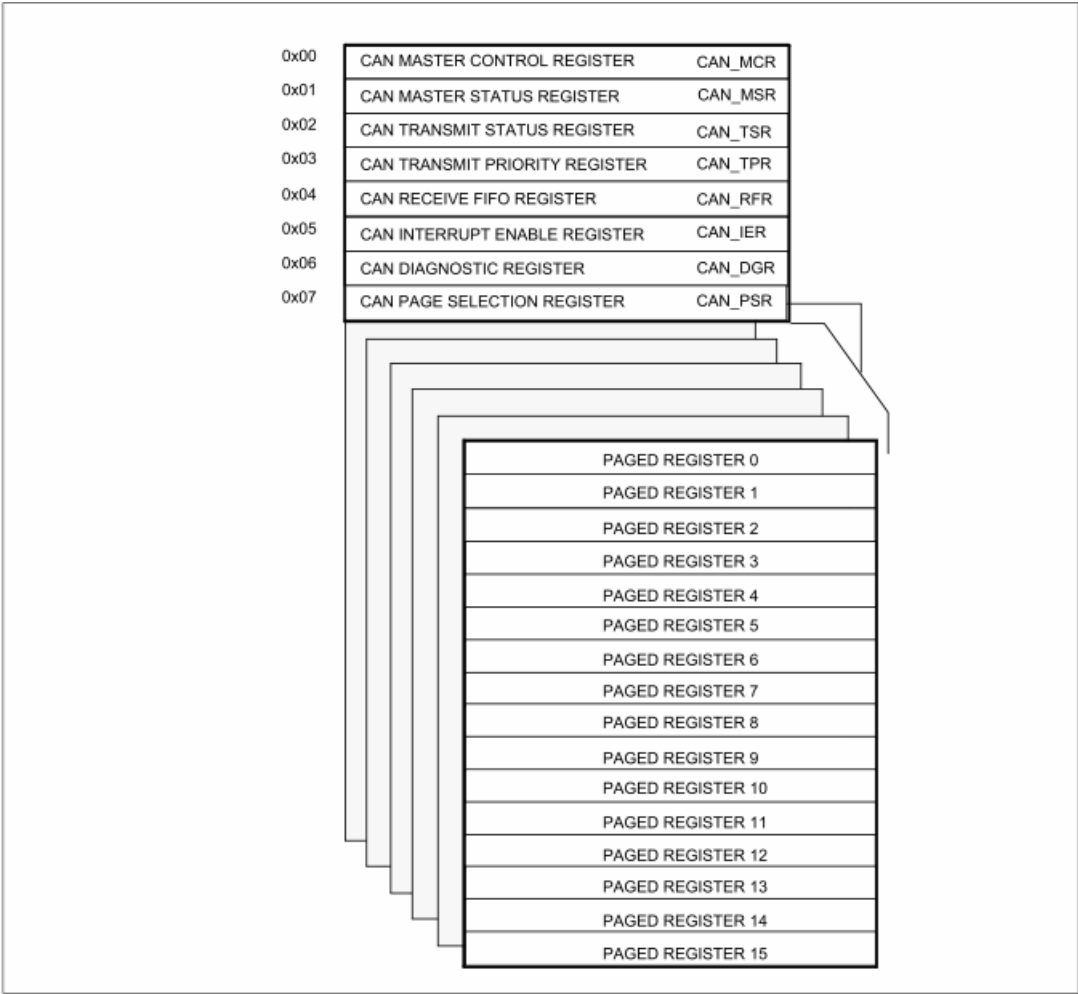 0x00 CAN MASTER CONTROL REGISTER CAN_MCR
0x01 CAN MASTER STATUS REGISTER CAN_MSR
0x02 CAN TRANSMIT STATUS REGISTER CAN_TSR
0x03 CAN TRANSMIT PRIORITY REGISTER CAN_TPR
0x04 CAN RECEIVE FIFO REGISTER CAN_RFR
0x05 CAN INTERRUPT ENABLE REGISTER CAN_IER
0x06 CAN DIAGNOSTIC REGISTER CAN_DGR
0x07 CAN PAGE SELECTION REGISTER CAN_PSR
PAGED REGISTER 0
PAGED REGISTER 1
PAGED REGISTER 2
PAGED REGISTER 3
PAGED REGISTER 4
PAGED REGISTER 5
PAGED REGISTER 6
PAGED REGISTER 7
PAGED REGISTER 8
PAGED REGISTER 9
PAGED REGISTER 10
PAGED REGISTER 11
PAGED REGISTER 12
PAGED REGISTER 13
PAGED REGISTER 14
PAGED REGISTER 15